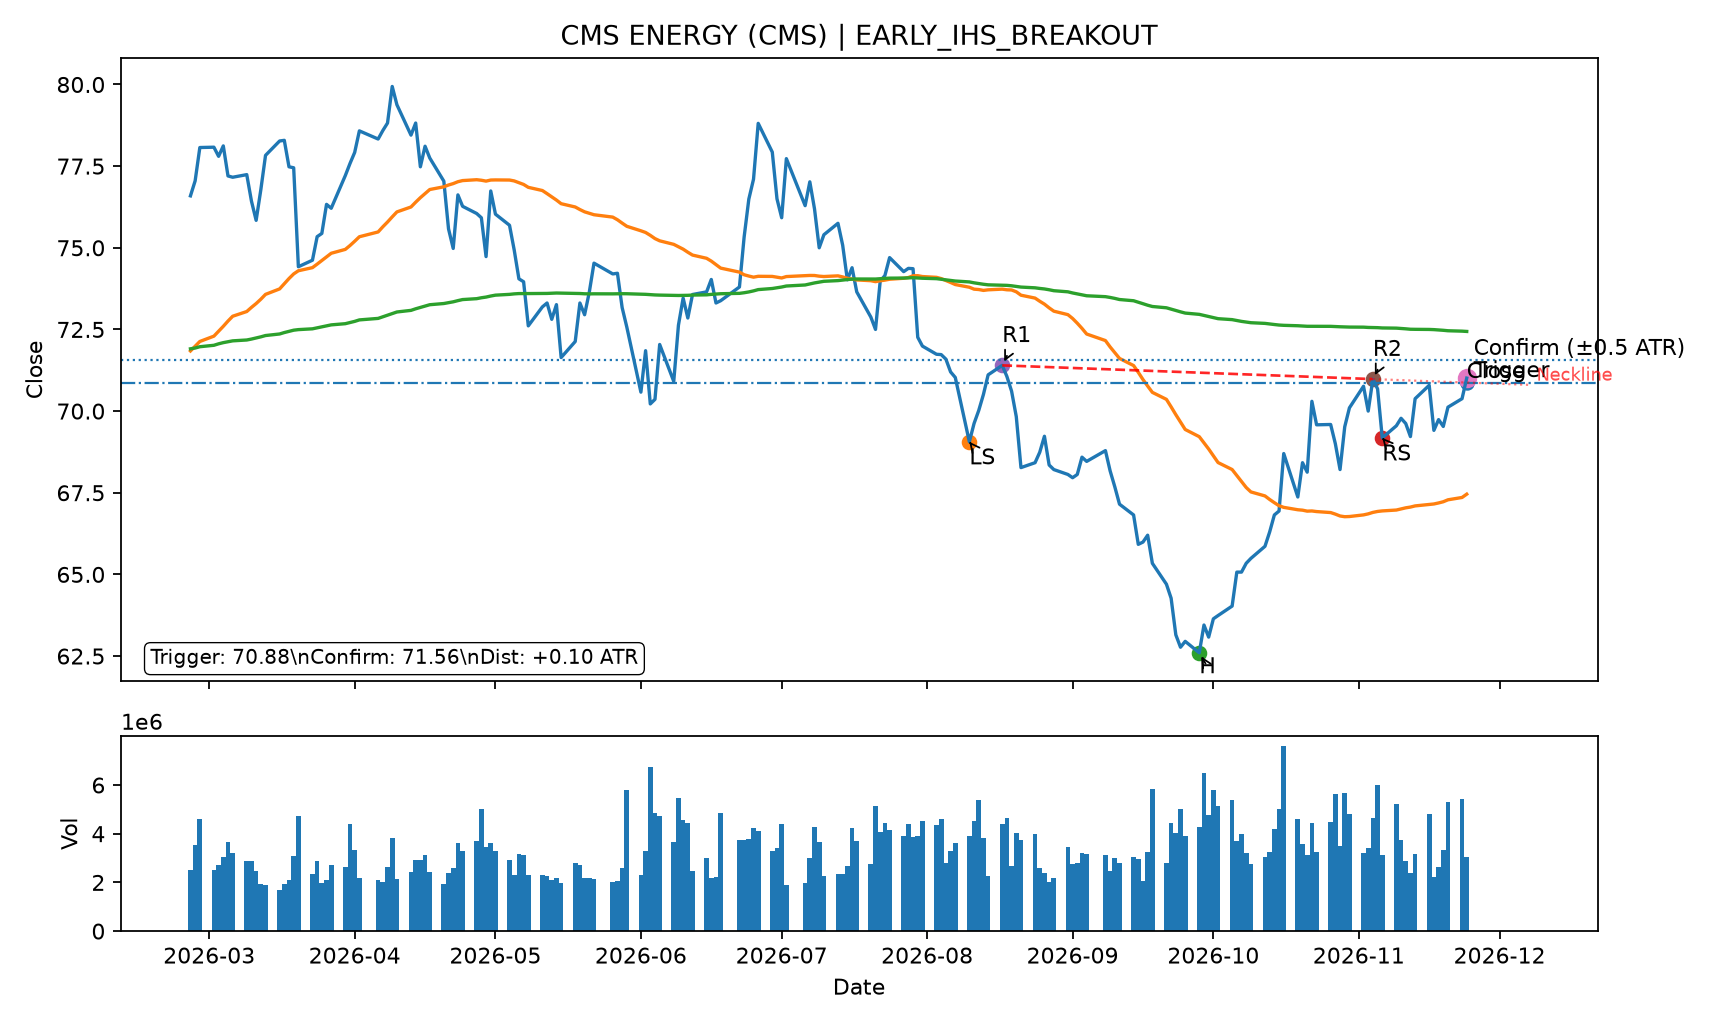 CMS ENERGY (CMS) | EARLY_IHS_BREAKOUT
80.0
77.5
75.0
72.5
70.0
67.5
65.0
62.5
Close
R1
R2
Confirm (±0.5 ATR)
Close
Trigger
Neckline
LS
RS
H
Trigger: 70.88\nConfirm: 71.56\nDist: +0.10 ATR
1e6
6
4
2
0
Vol
2026-03
2026-04
2026-05
2026-06
2026-07
2026-08
2026-09
2026-10
2026-11
2026-12
Date